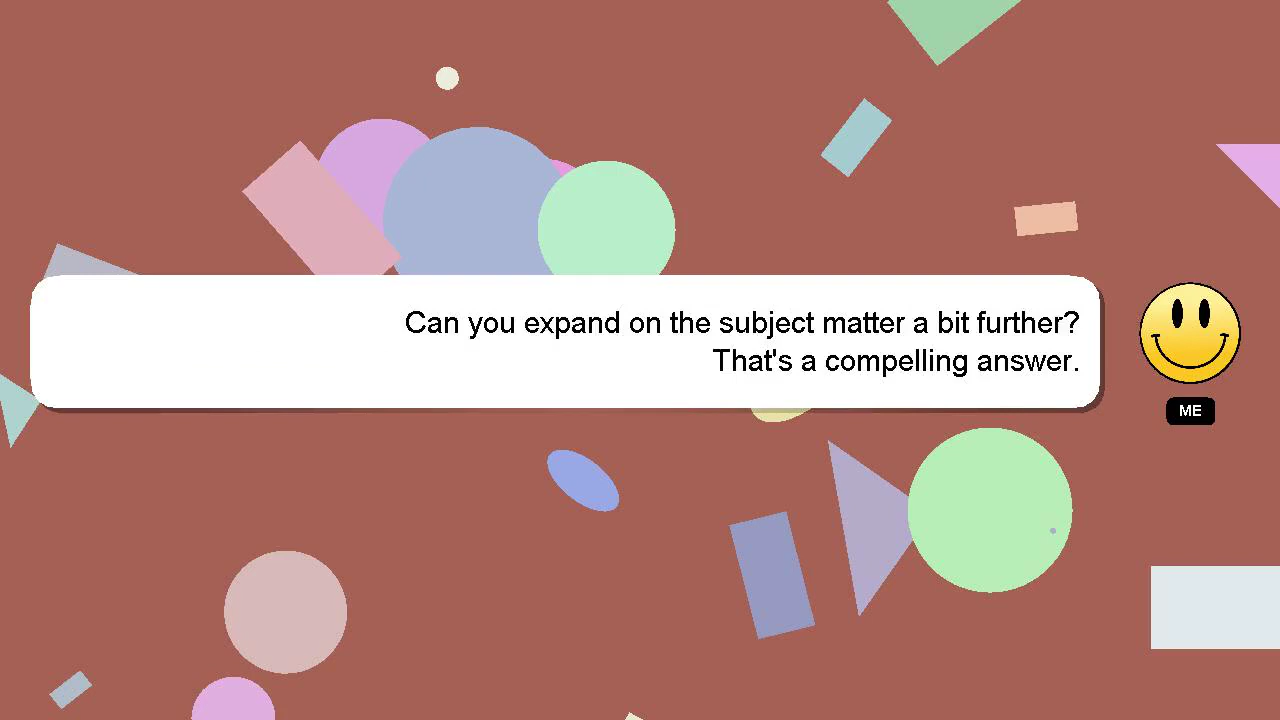 Can you expand on the subject matter a bit further?
That's a compelling answer.
ME